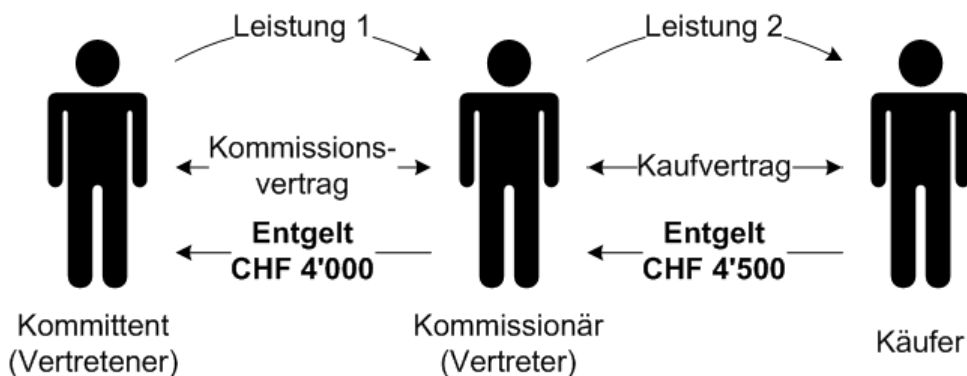 Leistung 1
Leistung 2
Kommissions-
vertrag
Kaufvertrag
Entgelt
CHF 4'000
Entgelt
CHF 4'500
Kommittent
(Vertretener)
Kommissionär
(Vertreter)
Käufer